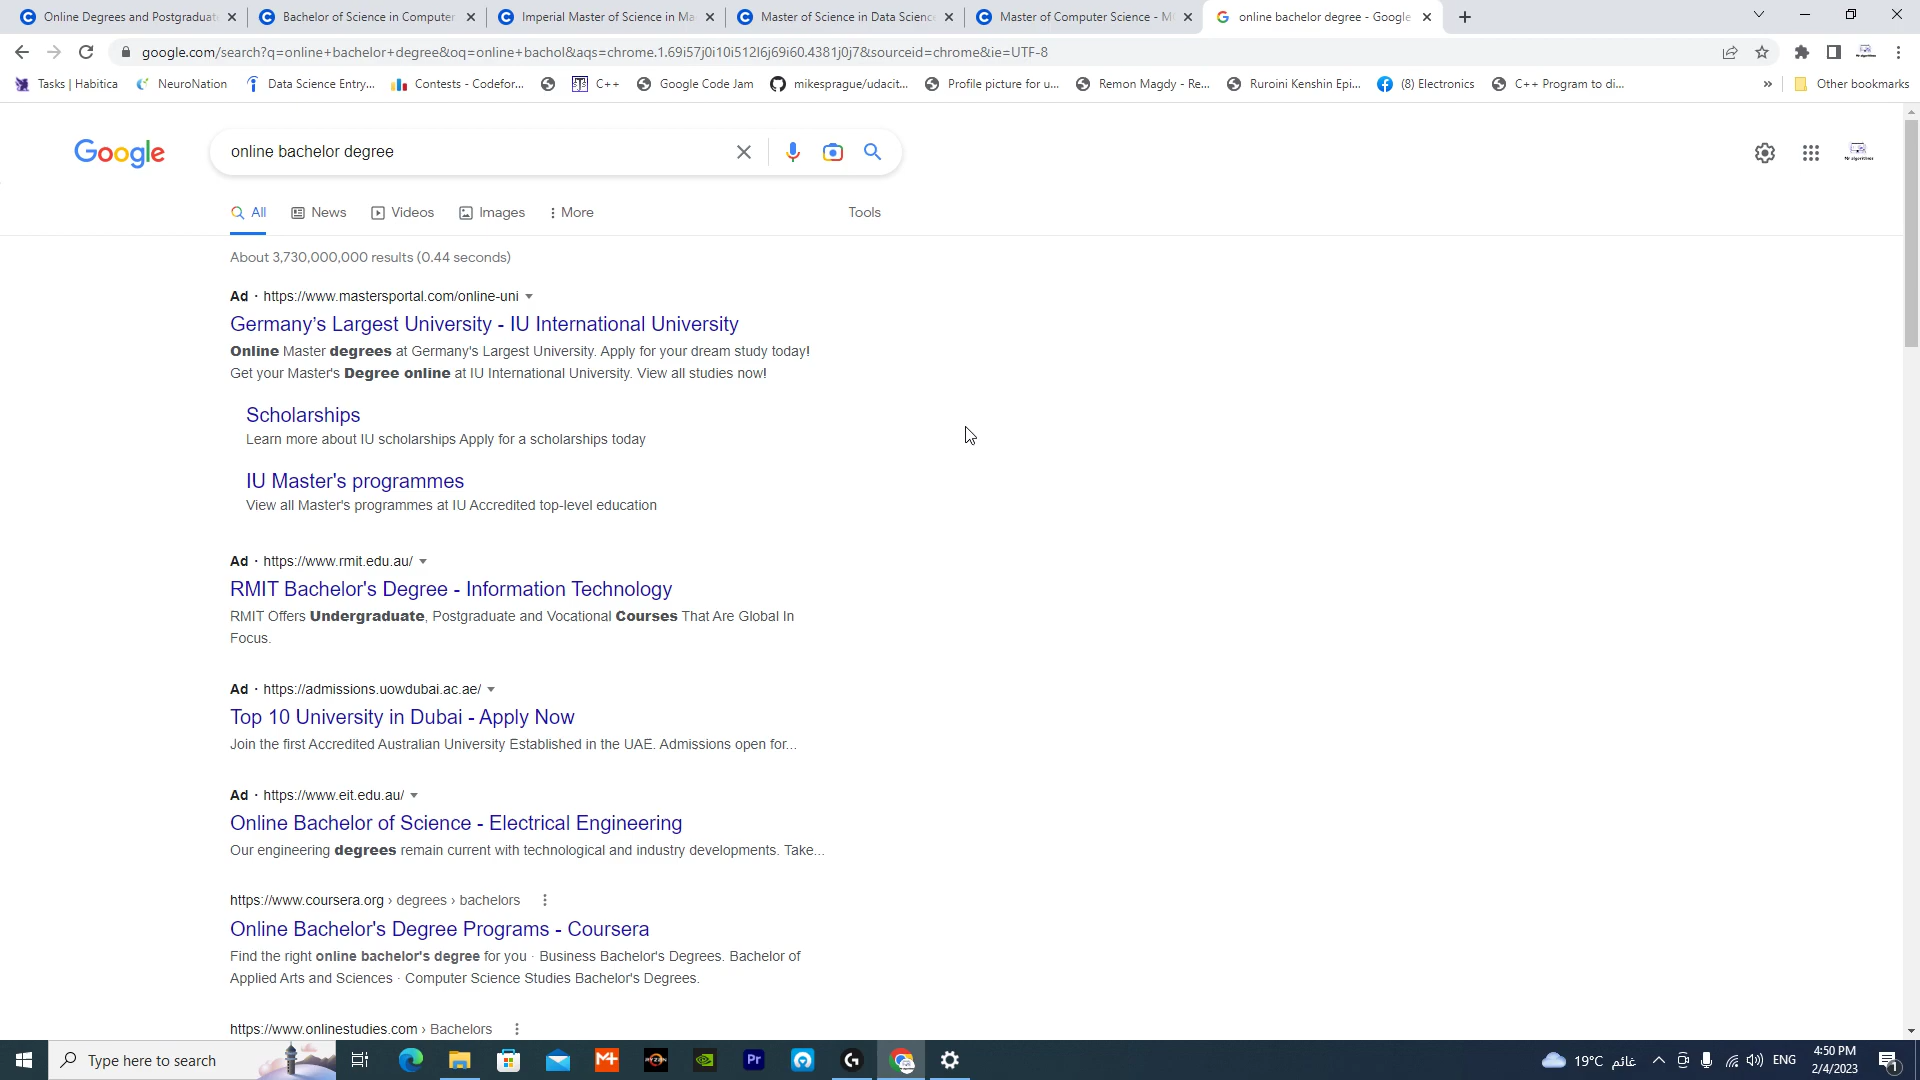 Online Degrees and Postgraduat
Bachelor of Science in Computer
Imperial Master of Science in Ma
Master of Science in Data Scienc
Master of Computer Science - M
online bachelor degree - Google
google.com/search?q=online+bachelor+degree&oq=online+bachol&aqs=chrome.1.69i57j0i10i512l6j69i60.4381j0j7&sourceid=chrome&ie=UTF-8
Tasks | Habitica
NeuroNation
Data Science Entry...
Contests - Codefor...
C++
Google Code Jam
mikesprague/udacit...
Profile picture for u...
Remon Magdy - Re...
Ruroini Kenshin Epi...
(8) Electronics
C++ Program to di...
»
Other bookmarks
Google
online bachelor degree
All
News
Videos
Images
More
Tools
About 3,730,000,000 results (0.44 seconds)
Ad · https://www.mastersportal.com/online-uni
Germany's Largest University - IU International University
Online Master degrees at Germany's Largest University. Apply for your dream study today!
Get your Master's Degree online at IU International University. View all studies now!
Scholarships
Learn more about IU scholarships Apply for a scholarships today
IU Master's programmes
View all Master's programmes at IU Accredited top-level education
Ad · https://www.rmit.edu.au/
RMIT Bachelor's Degree - Information Technology
RMIT Offers Undergraduate, Postgraduate and Vocational Courses That Are Global In
Focus.
Ad · https://admissions.uowdubai.ac.ae/
Top 10 University in Dubai - Apply Now
Join the first Accredited Australian University Established in the UAE. Admissions open for...
Ad · https://www.eit.edu.au/
Online Bachelor of Science - Electrical Engineering
Our engineering degrees remain current with technological and industry developments. Take...
https://www.coursera.org › degrees › bachelors
Online Bachelor's Degree Programs - Coursera
Find the right online bachelor's degree for you · Business Bachelor's Degrees. Bachelor of
Applied Arts and Sciences · Computer Science Studies Bachelor's Degrees.
https://www.onlinestudies.com › Bachelors
Type here to search
M+
RYZEN
Pr
19°C غائم
ENG
4:50 PM
2/4/2023
1